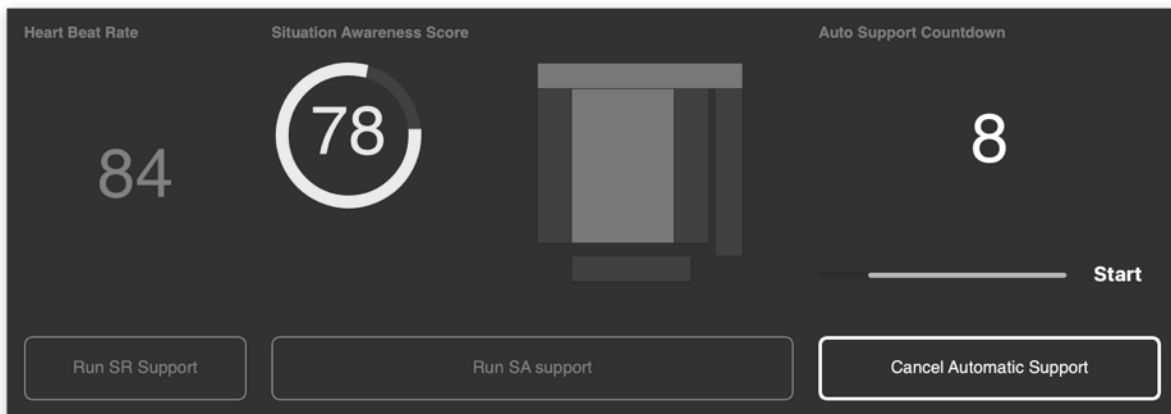 Heart Beat Rate
Situation Awareness Score
Auto Support Countdown
84
78
8
Start
Run SR Support
Run SA support
Cancel Automatic Support